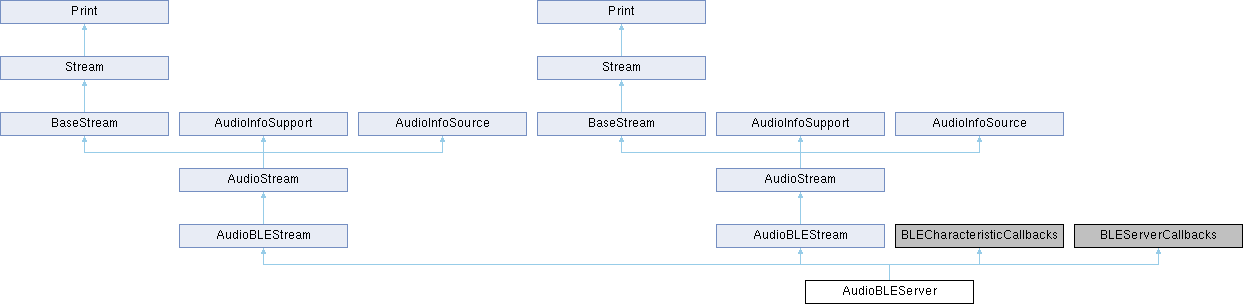 Print
Print
Stream
Stream
BaseStream
AudioInfoSupport
AudioInfoSource
BaseStream
AudioInfoSupport
AudioInfoSource
AudioStream
AudioStream
AudioBLEStream
AudioBLEStream
BLECharacteristicCallbacks
BLEServerCallbacks
AudioBLEServer